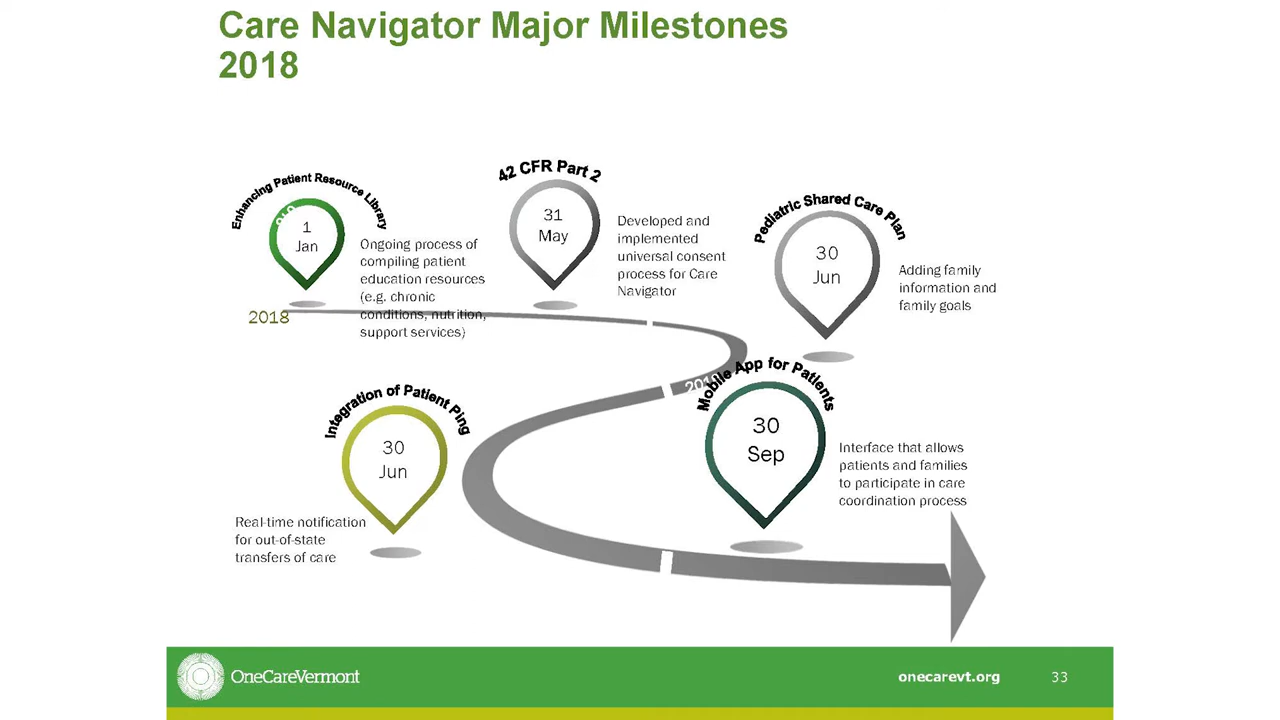 Care Navigator Major Milestones
2018
Enhancing Patient Resource Library
1
Jan
Ongoing process of
compiling patient
education resources
(e.g. chronic
conditions, nutrition,
support services)
2018
42 CFR Part 2
31
May
Developed and
implemented
universal consent
process for Care
Navigator
Pediatric Shared Care Plan
30
Jun
Adding family
information and
family goals
Integration of Patient Ping
30
Jun
Real-time notification
for out-of-state
transfers of care
Mobile App for Patients
30
Sep
Interface that allows
patients and families
to participate in care
coordination process
OneCareVermont
onecarevt.org
33